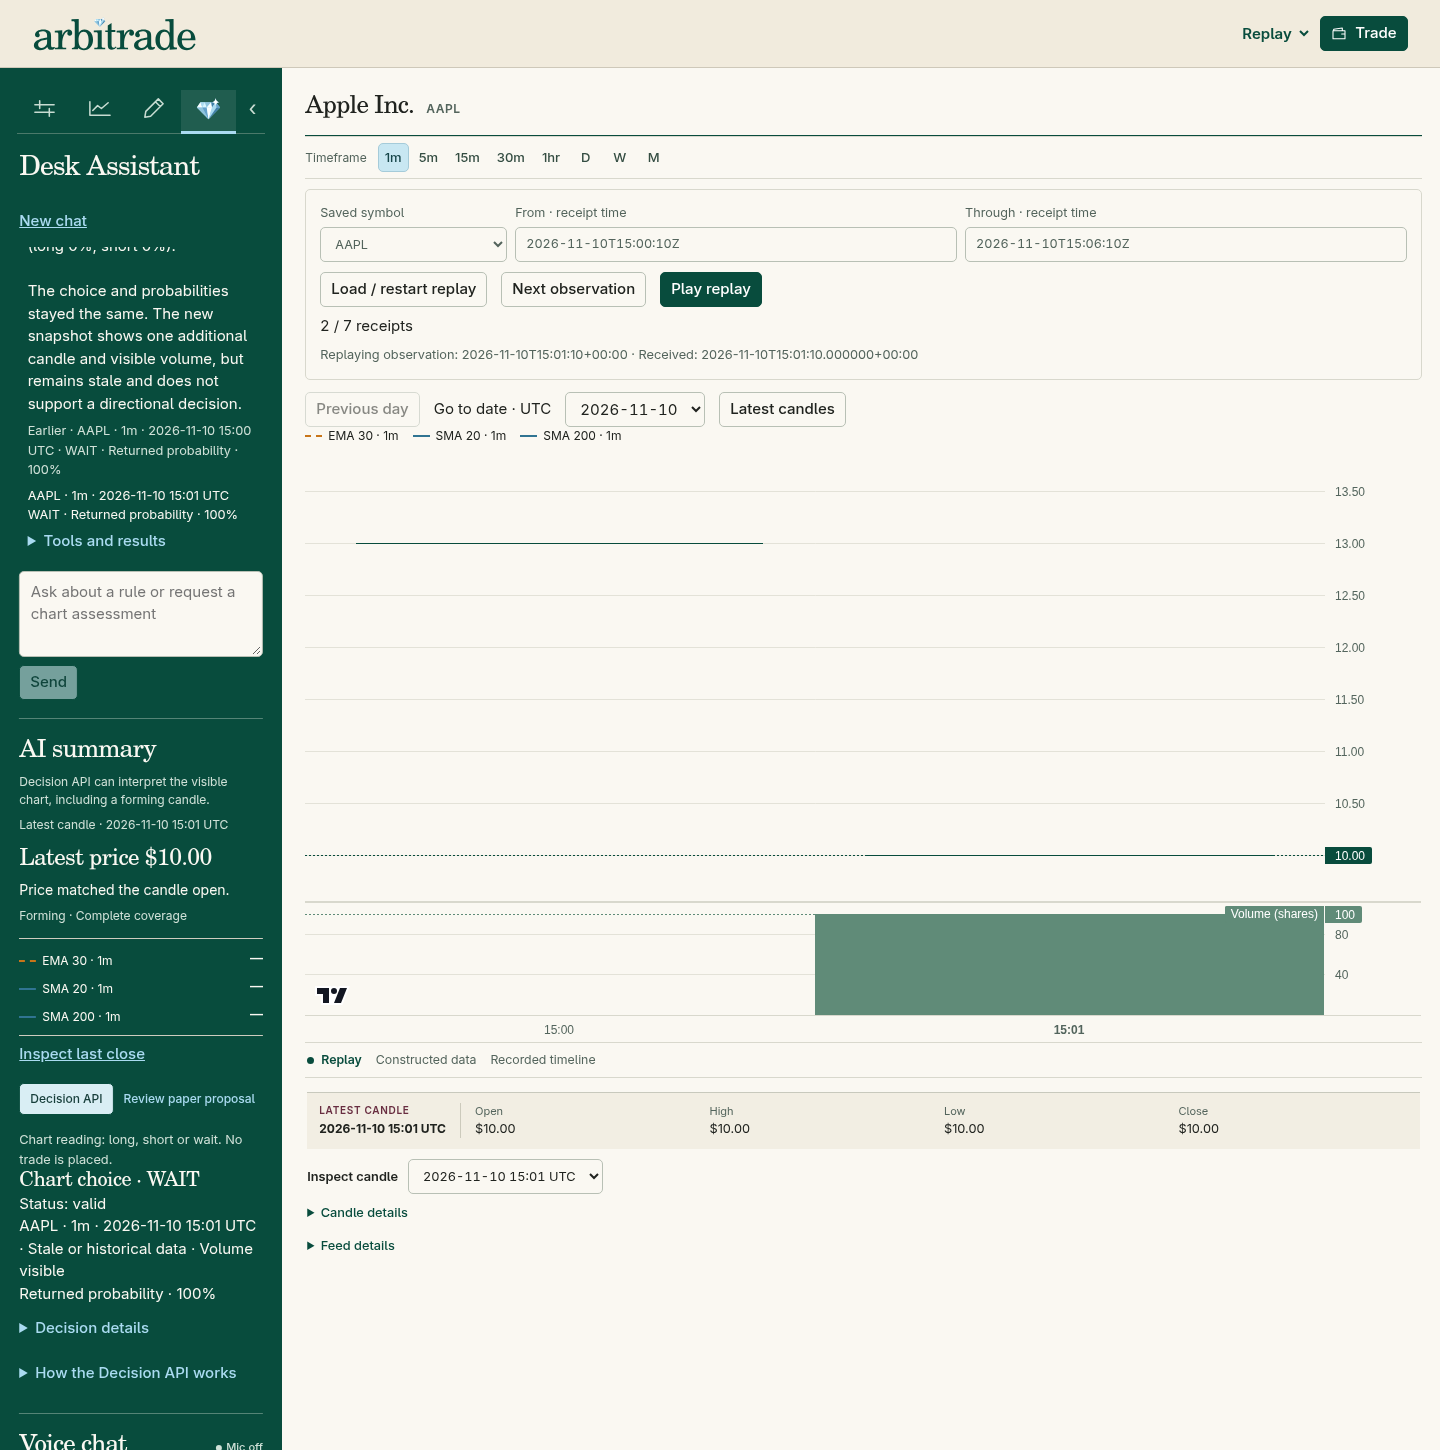 arbitrade
Replay
Trade
Desk Assistant
New chat
(long 0%, short 0%).
The choice and probabilities
stayed the same. The new
snapshot shows one additional
candle and visible volume, but
remains stale and does not
support a directional decision.
Earlier · AAPL · 1m · 2026-11-10 15:00
UTC · WAIT · Returned probability ·
100%
AAPL · 1m · 2026-11-10 15:01 UTC
WAIT · Returned probability · 100%
Tools and results
Ask about a rule or request a
chart assessment
Send
AI summary
Decision API can interpret the visible
chart, including a forming candle.
Latest candle · 2026-11-10 15:01 UTC
Latest price $10.00
Price matched the candle open.
Forming · Complete coverage
EMA 30 · 1m —
SMA 20 · 1m —
SMA 200 · 1m —
Inspect last close
Decision API Review paper proposal
Chart reading: long, short or wait. No
trade is placed.
Chart choice · WAIT
Status: valid
AAPL · 1m · 2026-11-10 15:01 UTC
· Stale or historical data · Volume
visible
Returned probability · 100%
Decision details
How the Decision API works
Voice chat Mic off
Apple Inc. AAPL
Timeframe 1m 5m 15m 30m 1hr D W M
Saved symbol From · receipt time Through · receipt time
AAPL 2026-11-10T15:00:10Z 2026-11-10T15:06:10Z
Load / restart replay Next observation Play replay
2 / 7 receipts
Replaying observation: 2026-11-10T15:01:10+00:00 · Received: 2026-11-10T15:01:10.000000+00:00
Previous day Go to date · UTC 2026-11-10 Latest candles
EMA 30 · 1m SMA 20 · 1m SMA 200 · 1m
13.50
13.00
12.50
12.00
11.50
11.00
10.50
10.00
Volume (shares) 100
80
40
15:00 15:01
Replay Constructed data Recorded timeline
LATEST CANDLE Open High Low Close
2026-11-10 15:01 UTC $10.00 $10.00 $10.00 $10.00
Inspect candle 2026-11-10 15:01 UTC
Candle details
Feed details